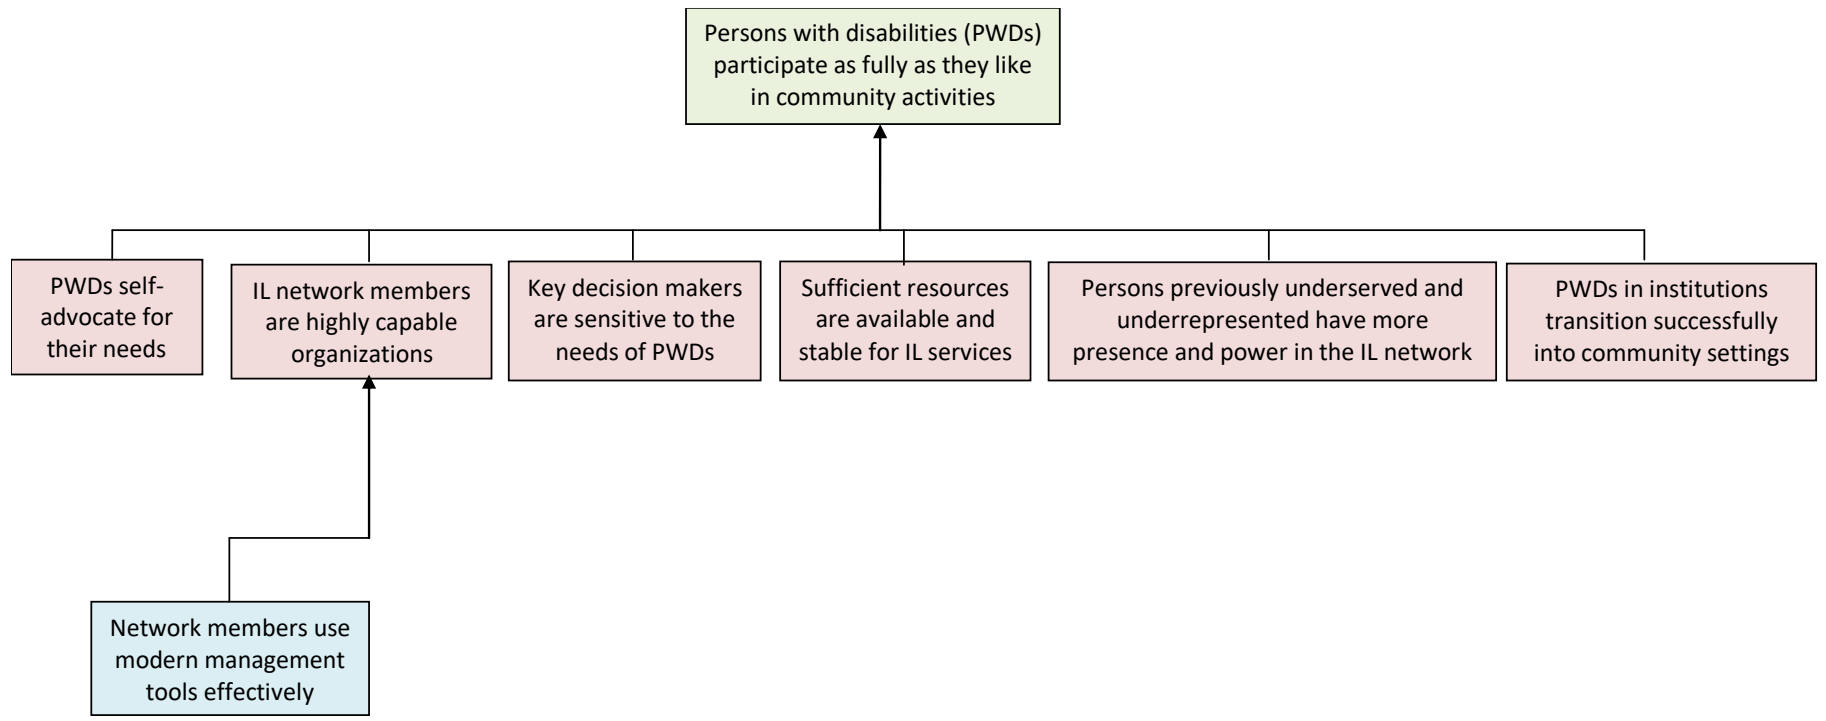 Persons with disabilities (PWDs)
participate as fully as they like
in community activities
PWDs self-
advocate for
their needs
IL network members
are highly capable
organizations
Key decision makers
are sensitive to the
needs of PWDs
Sufficient resources
are available and
stable for IL services
Persons previously underserved and
underrepresented have more
presence and power in the IL network
PWDs in institutions
transition successfully
into community settings
Network members use
modern management
tools effectively